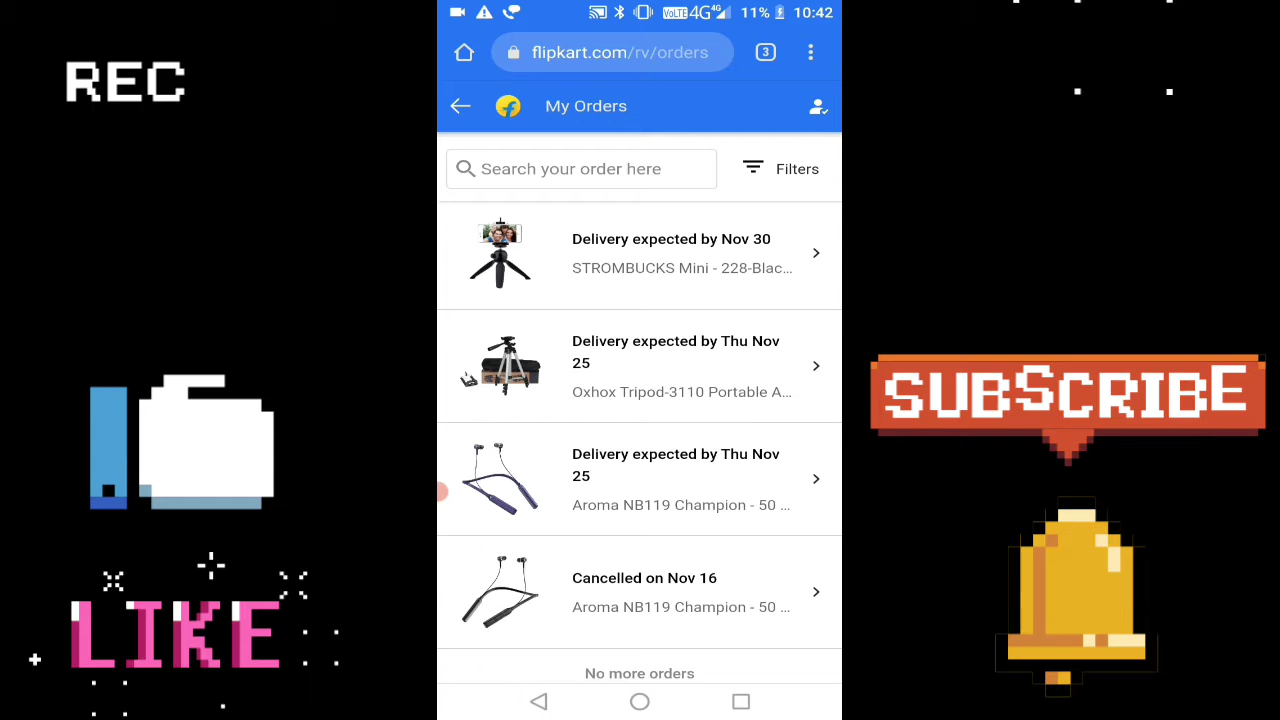 REC
VoLTE 4G 4G 11% 10:42
flipkart.com/rv/orders
3
My Orders
Search your order here
Filters
Delivery expected by Nov 30
STROMBUCKS Mini - 228-Blac...
Delivery expected by Thu Nov
25
Oxhox Tripod-3110 Portable A...
Delivery expected by Thu Nov
25
Aroma NB119 Champion - 50 ...
Cancelled on Nov 16
Aroma NB119 Champion - 50 ...
No more orders
LIKE
SUBSCRIBE